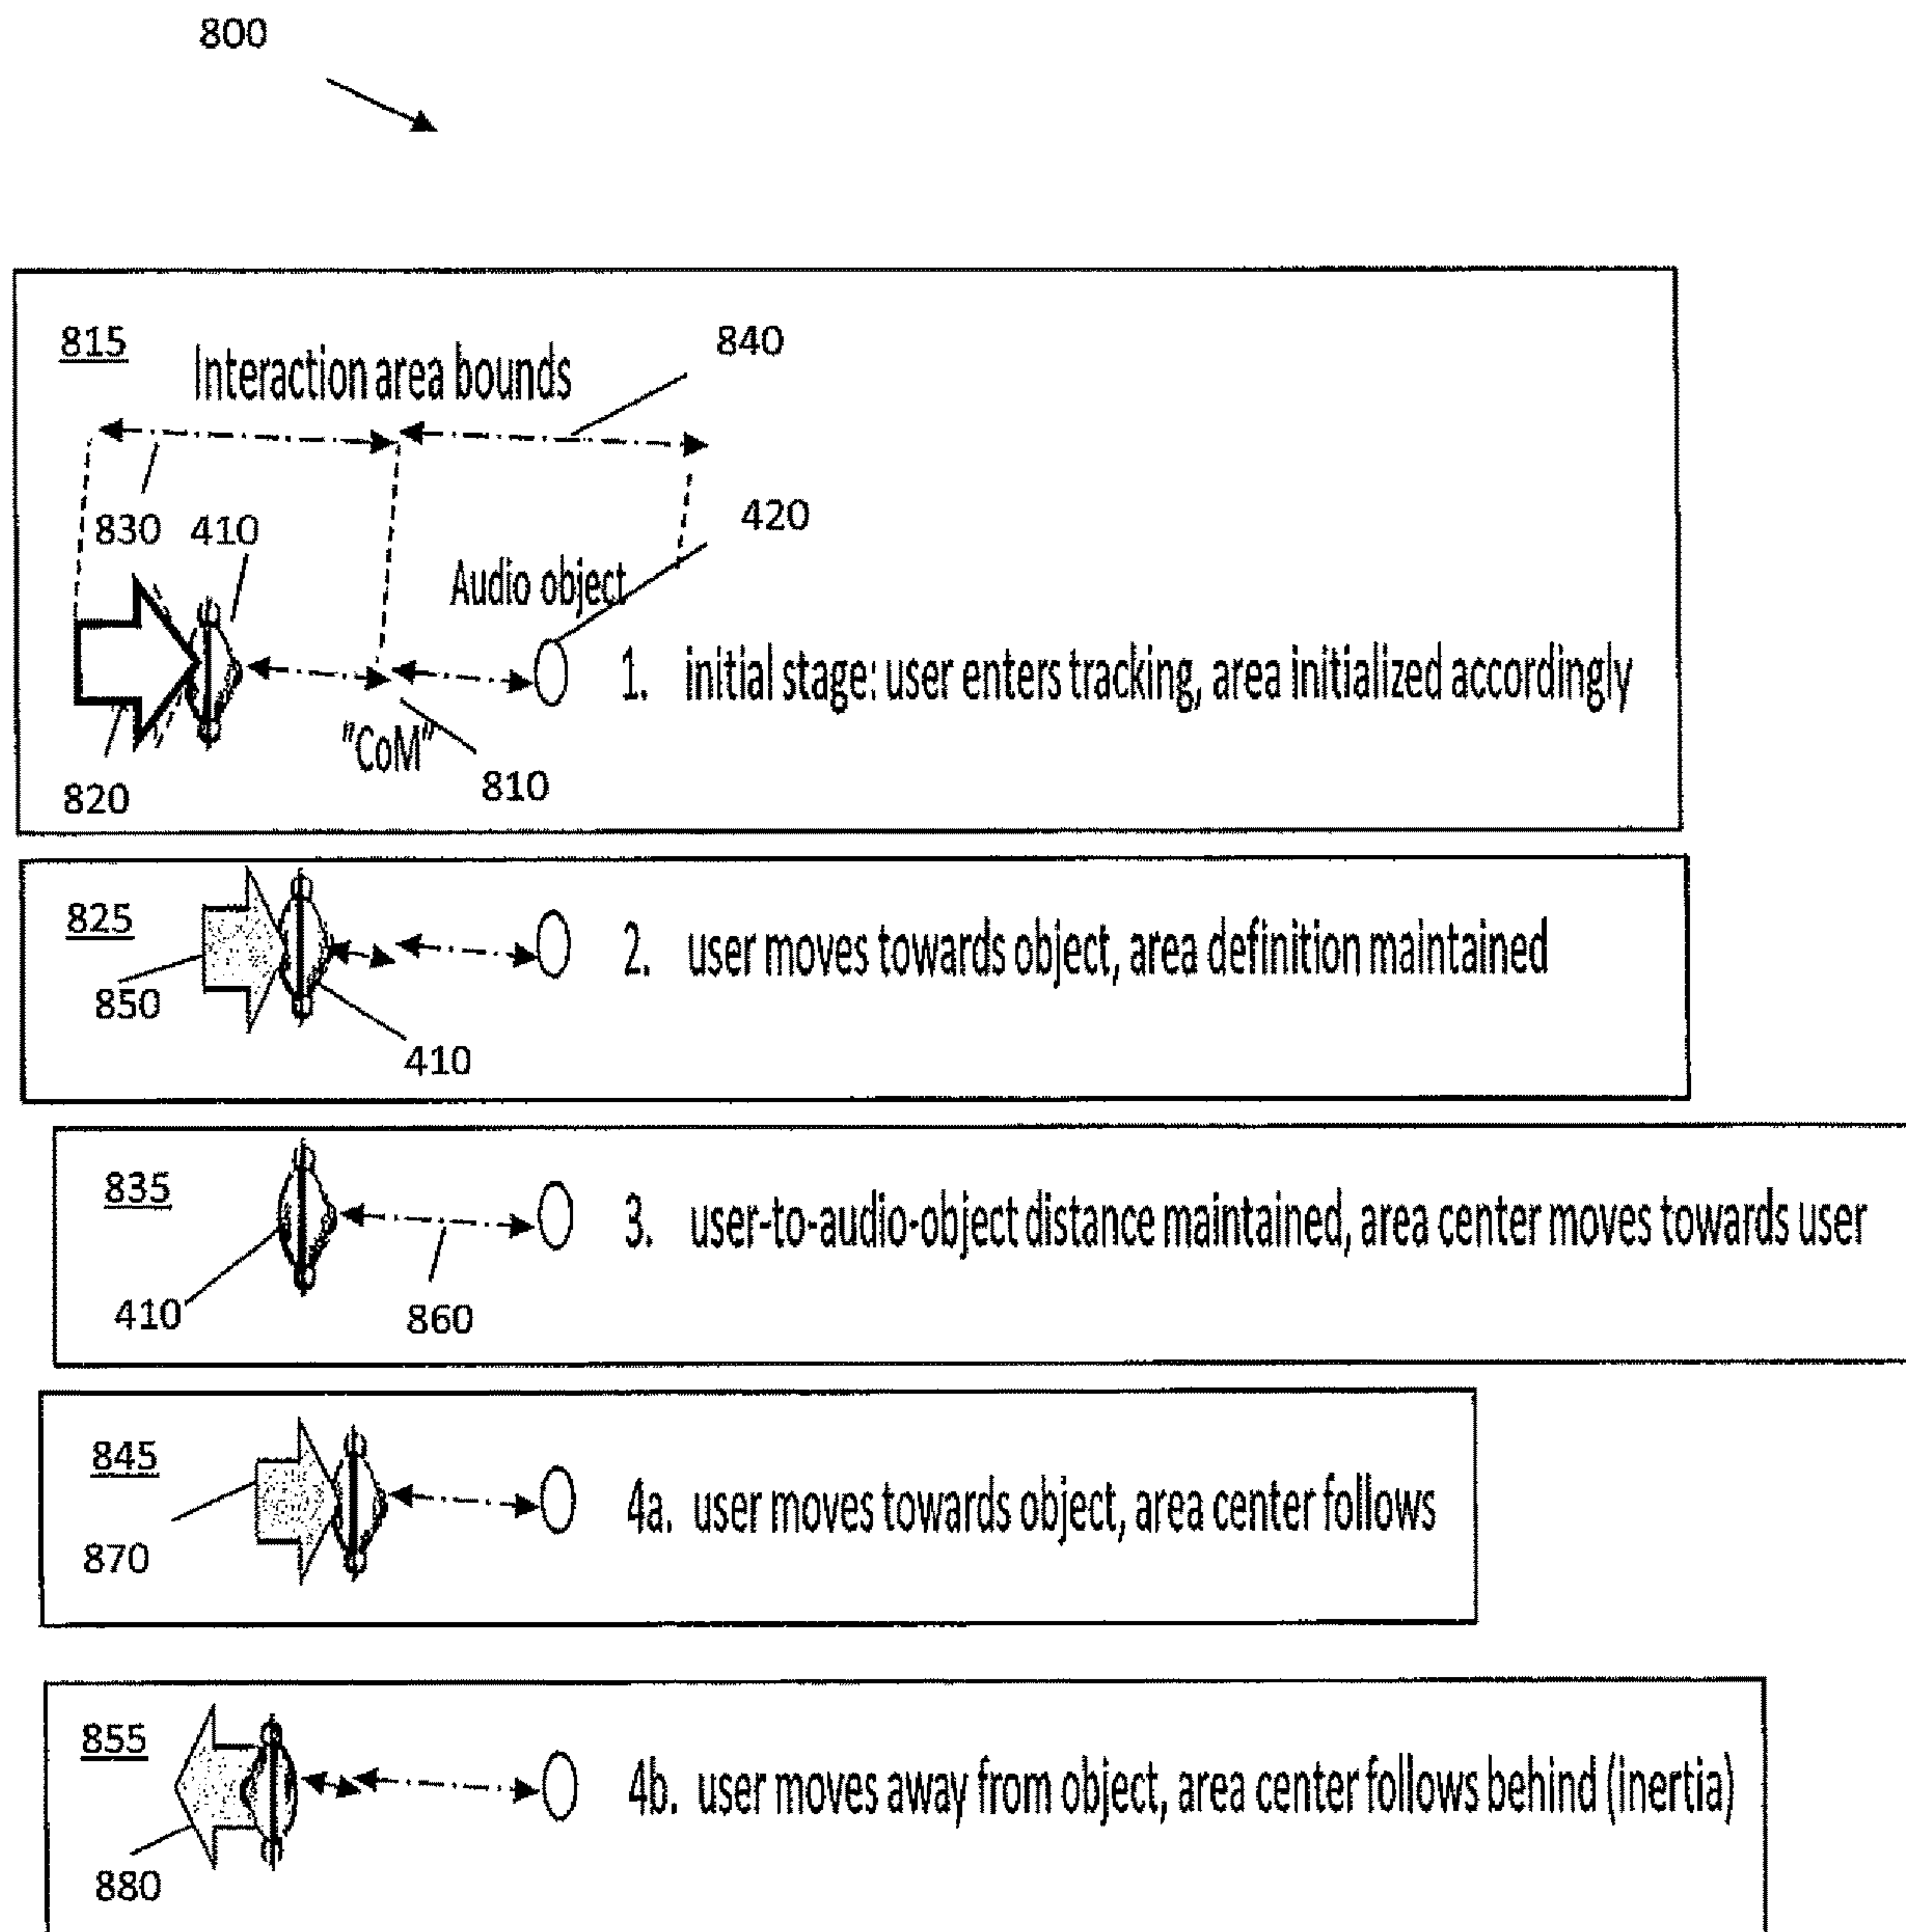 800
815
Interaction area bounds
840
830
410
420
Audio object
1. initial stage: user enters tracking, area initialized accordingly
"CoM"
820
810
825
2. user moves towards object, area definition maintained
850
410
835
3. user-to-audio-object distance maintained, area center moves towards user
410
860
845
4a. user moves towards object, area center follows
870
855
4b. user moves away from object, area center follows behind (inertia)
880